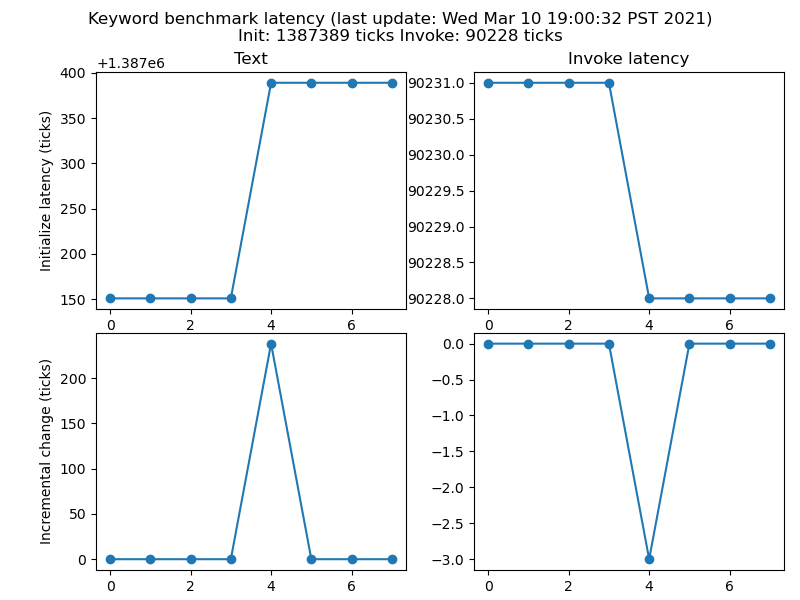 Keyword benchmark latency (last update: Wed Mar 10 19:00:32 PST 2021)
Init: 1387389 ticks Invoke: 90228 ticks
Text
Invoke latency
+1.387e6
Initialize latency (ticks)
400
350
300
250
200
150
0 2 4 6
90231.0
90230.5
90230.0
90229.5
90229.0
90228.5
90228.0
0 2 4 6
Incremental change (ticks)
200
150
100
50
0
0 2 4 6
0.0
−0.5
−1.0
−1.5
−2.0
−2.5
−3.0
0 2 4 6